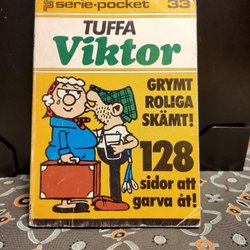 serie-pocket 33
TUFFA
Viktor
GRYMT
ROLIGA
SKÄMT!
128
sidor att
garva åt!